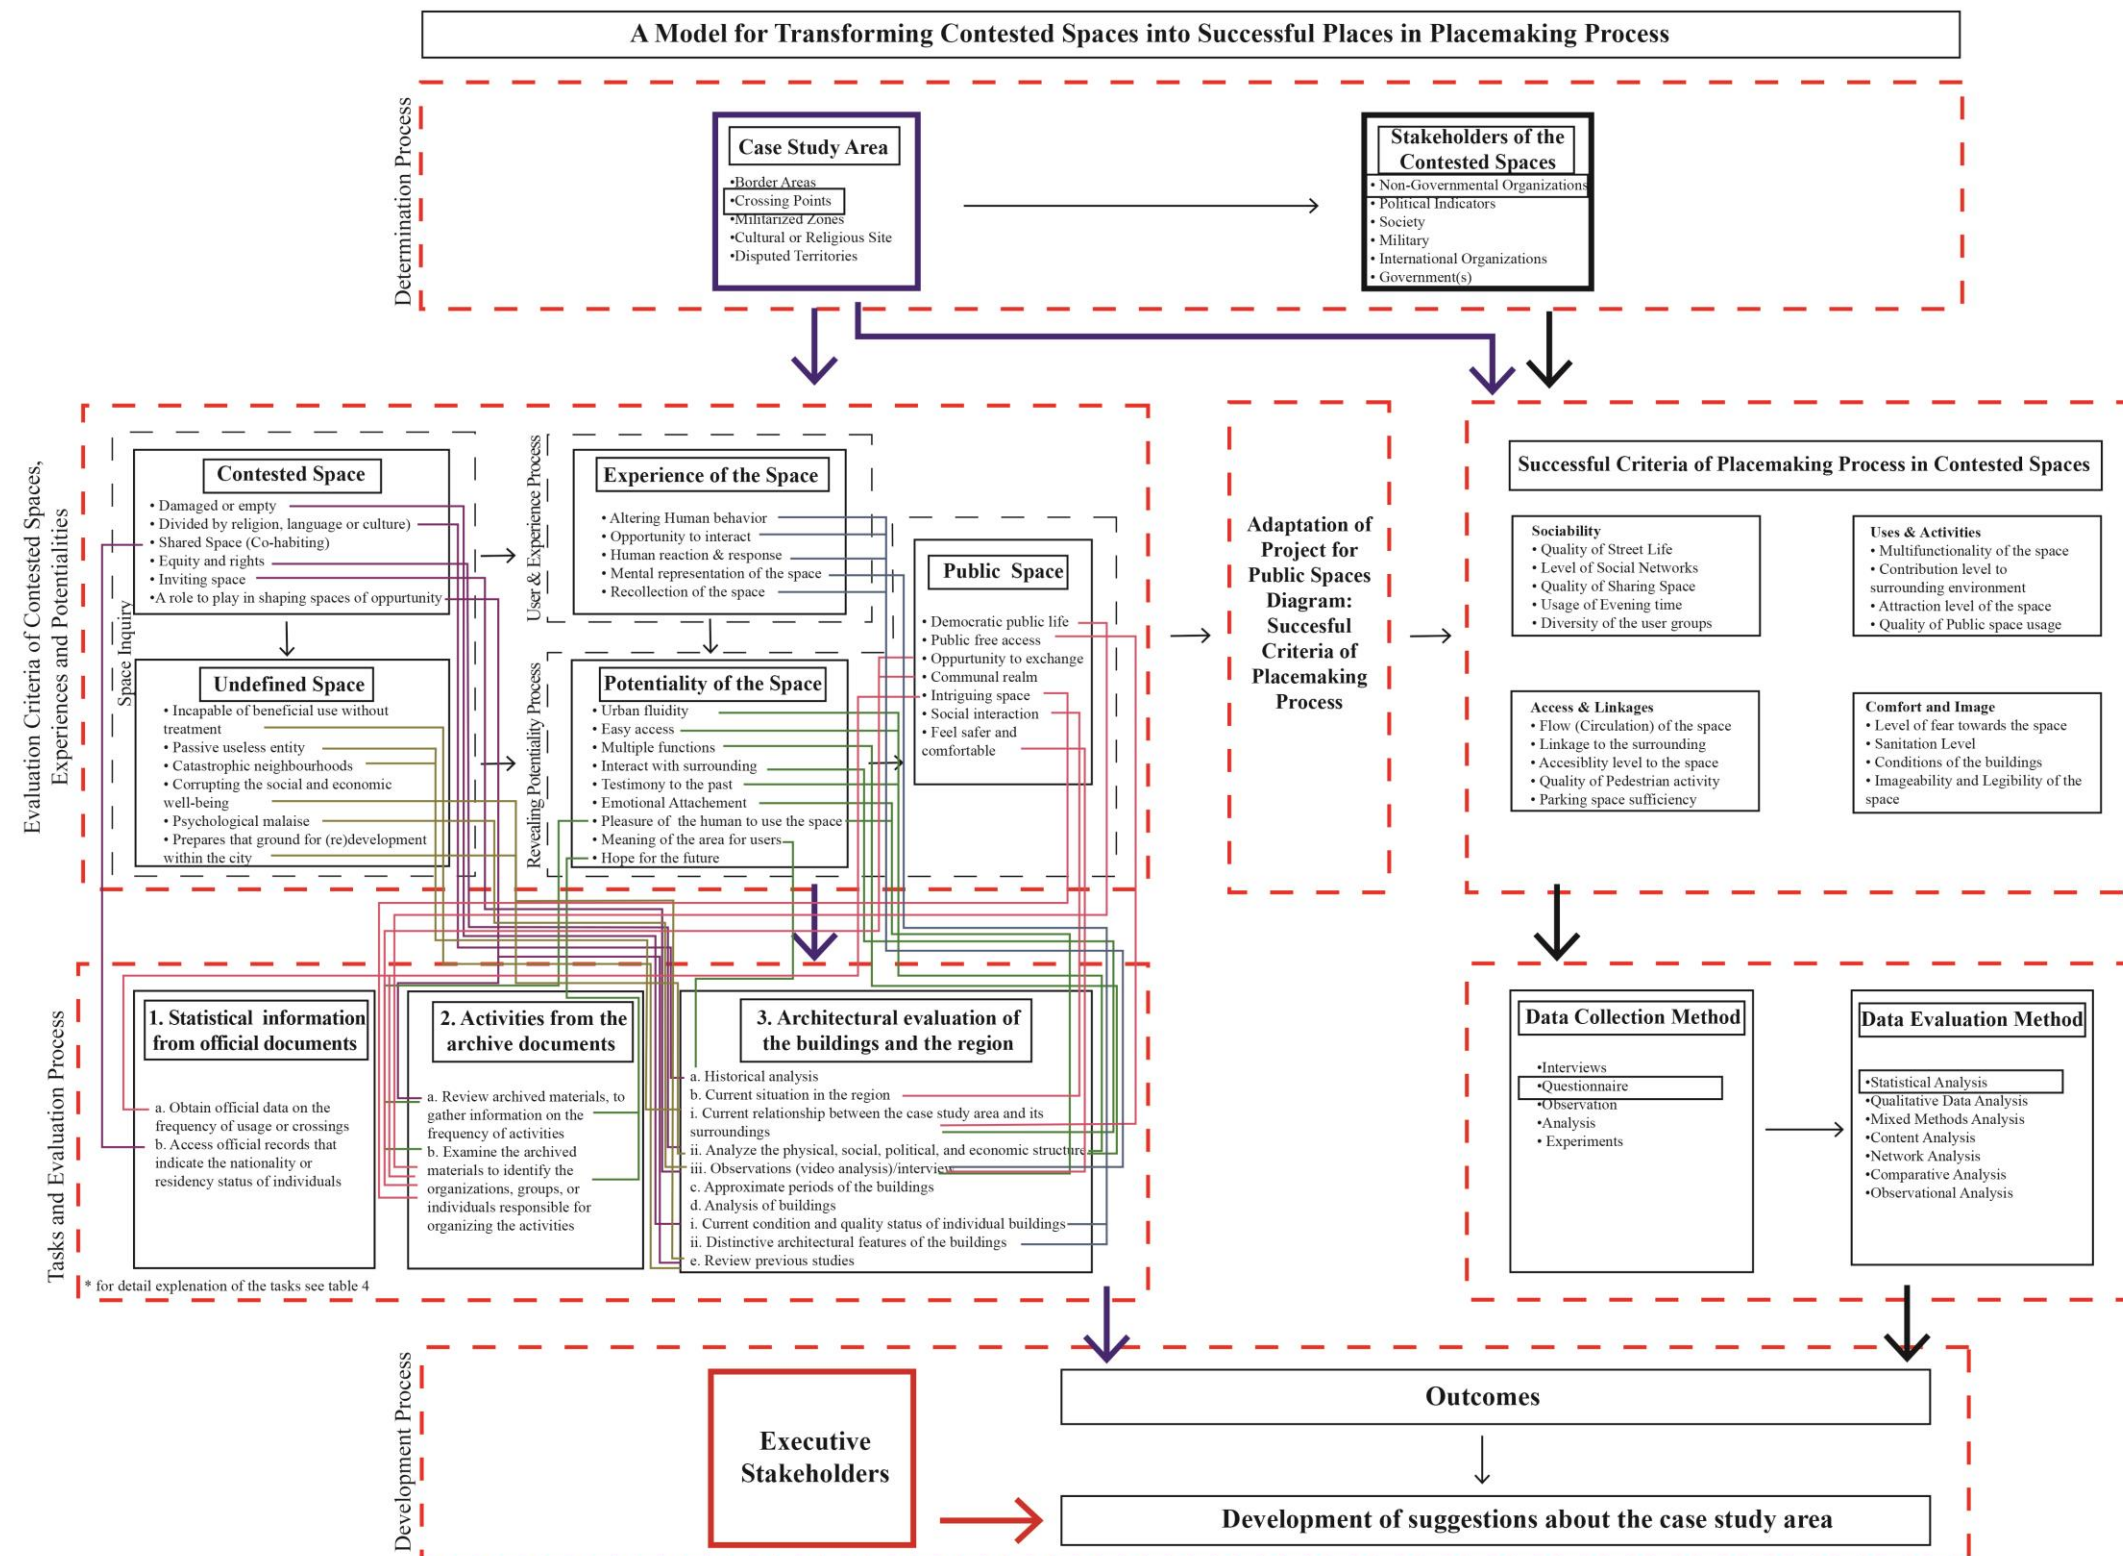 A Model for Transforming Contested Spaces into Successful Places in Placemaking Process
Determination Process
Case Study Area
•Border Areas
•Crossing Points
•Militarized Zones
•Cultural or Religious Site
•Disputed Territories
Stakeholders of the
Contested Spaces
• Non-Governmental Organizations
• Political Indicators
• Society
• Military
• International Organizations
• Government(s)
Evaluation Criteria of Contested Spaces,
Experiences and Potentialities
Space Inquiry
Contested Space
• Damaged or empty
• Divided by religion, language or culture)
• Shared Space (Co-habiting)
• Equity and rights
• Inviting space
•A role to play in shaping spaces of oppurtunity
Undefined Space
• Incapable of beneficial use without
treatment
• Passive useless entity
• Catastrophic neighbourhoods
• Corrupting the social and economic
well-being
• Psychological malaise
• Prepares that ground for (re)development
within the city
User & Experience Process
Experience of the Space
• Altering Human behavior
• Opportunity to interact
• Human reaction & response
• Mental representation of the space
• Recollection of the space
Revealing Potentiality Process
Potentiality of the Space
• Urban fluidity
• Easy access
• Multiple functions
• Interact with surrounding
• Testimony to the past
• Emotional Attachement
• Pleasure of the human to use the space
• Meaning of the area for users
• Hope for the future
Public Space
• Democratic public life
• Public free access
• Oppurtunity to exchange
• Communal realm
• Intriguing space
• Social interaction
• Feel safer and
comfortable
Adaptation of
Project for
Public Spaces
Diagram:
Succesful
Criteria of
Placemaking
Process
Successful Criteria of Placemaking Process in Contested Spaces
Sociability
• Quality of Street Life
• Level of Social Networks
• Quality of Sharing Space
• Usage of Evening time
• Diversity of the user groups
Uses & Activities
• Multifunctionality of the space
• Contribution level to
surrounding environment
• Attraction level of the space
• Quality of Public space usage
Access & Linkages
• Flow (Circulation) of the space
• Linkage to the surrounding
• Accesiblity level to the space
• Quality of Pedestrian activity
• Parking space sufficiency
Comfort and Image
• Level of fear towards the space
• Sanitation Level
• Conditions of the buildings
• Imageability and Legibility of the
space
Tasks and Evaluation Process
1. Statistical information
from official documents
a. Obtain official data on the
frequency of usage or crossings
b. Access official records that
indicate the nationality or
residency status of individuals
2. Activities from the
archive documents
a. Review archived materials, to
gather information on the
frequency of activities
b. Examine the archived
materials to identify the
organizations, groups, or
individuals responsible for
organizing the activities
3. Architectural evaluation of
the buildings and the region
a. Historical analysis
b. Current situation in the region
i. Current relationship between the case study area and its
surroundings
ii. Analyze the physical, social, political, and economic structure
iii. Observations (video analysis)/interview
c. Approximate periods of the buildings
d. Analysis of buildings
i. Current condition and quality status of individual buildings
ii. Distinctive architectural features of the buildings
e. Review previous studies
* for detail explenation of the tasks see table 4
Data Collection Method
•Interviews
•Questionnaire
•Observation
•Analysis
• Experiments
Data Evaluation Method
•Statistical Analysis
•Qualitative Data Analysis
•Mixed Methods Analysis
•Content Analysis
•Network Analysis
•Comparative Analysis
•Observational Analysis
Development Process
Executive
Stakeholders
Outcomes
Development of suggestions about the case study area